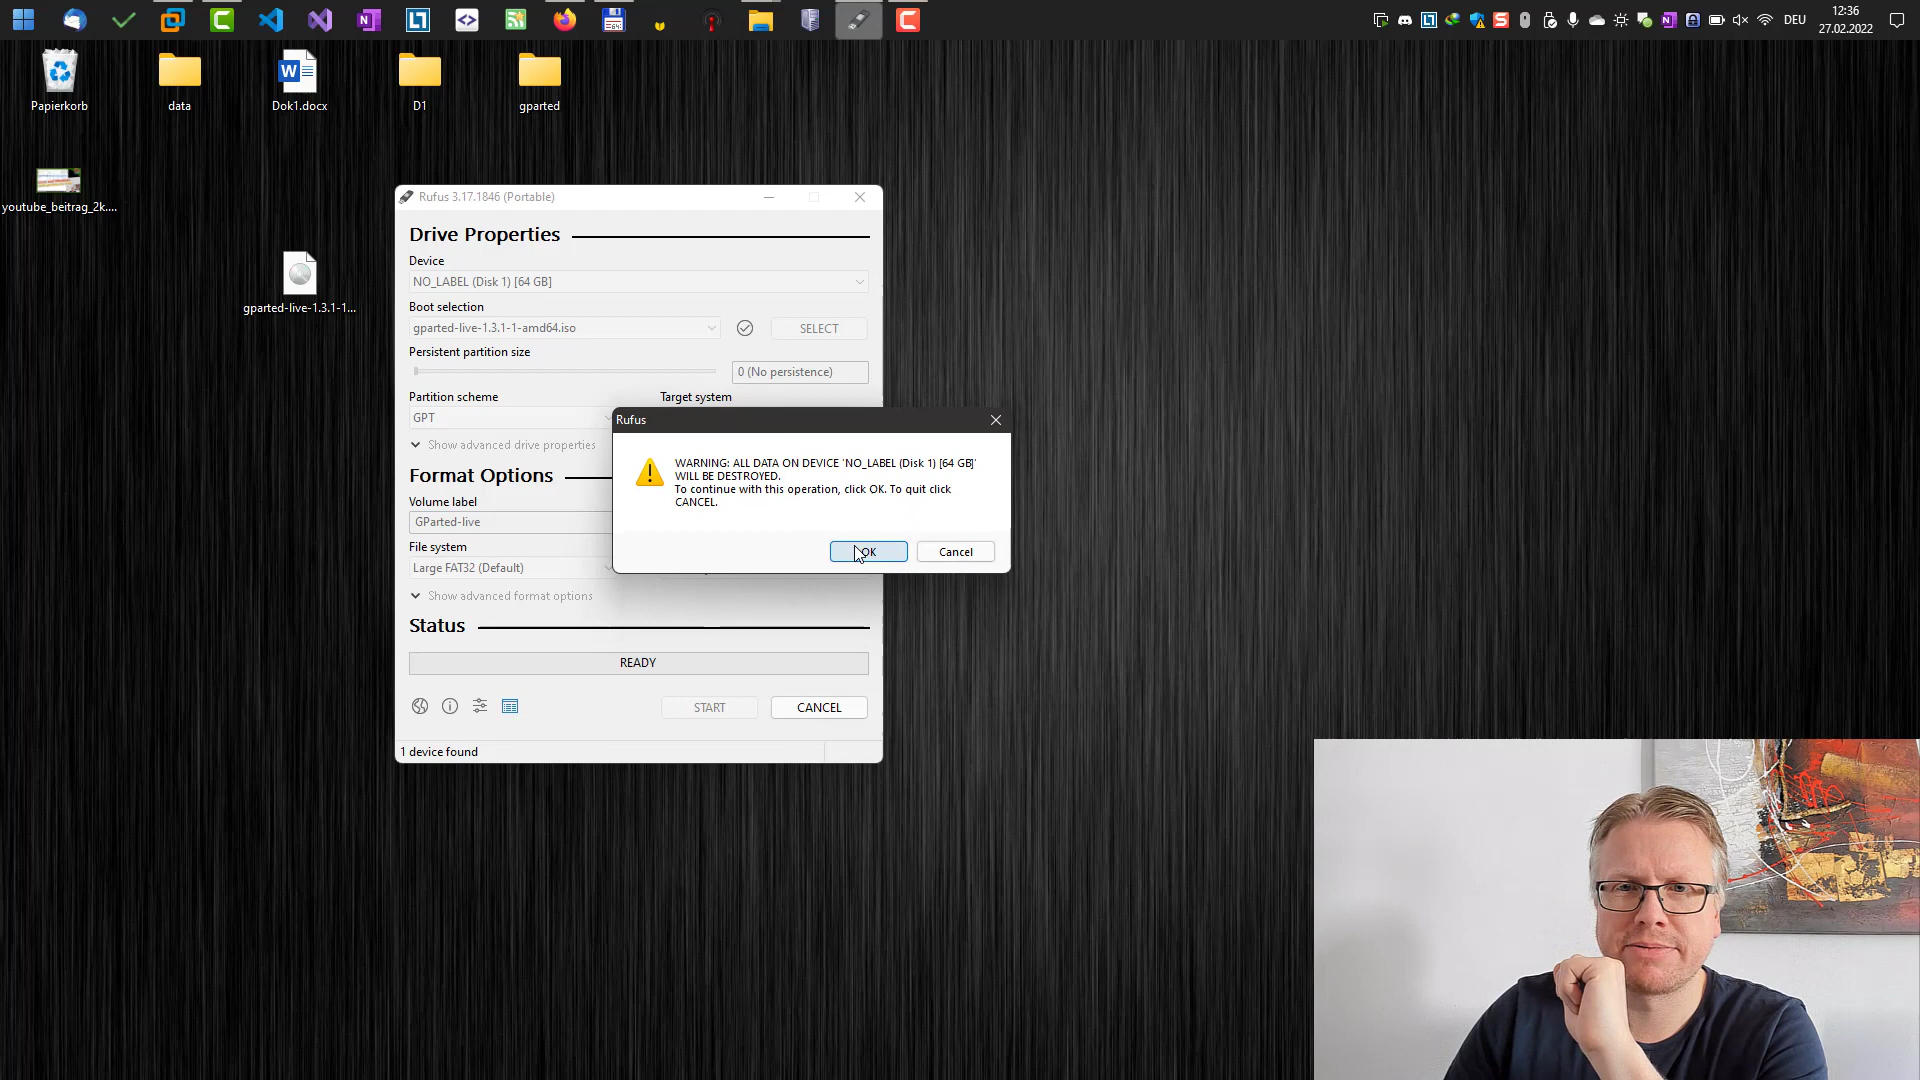 DEU
12:36
27.02.2022
Papierkorb
data
Dok1.docx
D1
gparted
youtube_beitrag_2k....
gparted-live-1.3.1-1...
Rufus 3.17.1846 (Portable)
Drive Properties
Device
NO_LABEL (Disk 1) [64 GB]
Boot selection
gparted-live-1.3.1-1-amd64.iso
SELECT
Persistent partition size
0 (No persistence)
Partition scheme
Target system
GPT
Show advanced drive properties
Format Options
Volume label
GParted-live
File system
Large FAT32 (Default)
Show advanced format options
Status
READY
START
CANCEL
1 device found
Rufus
WARNING: ALL DATA ON DEVICE 'NO_LABEL (Disk 1) [64 GB]'
WILL BE DESTROYED.
To continue with this operation, click OK. To quit click
CANCEL.
OK
Cancel